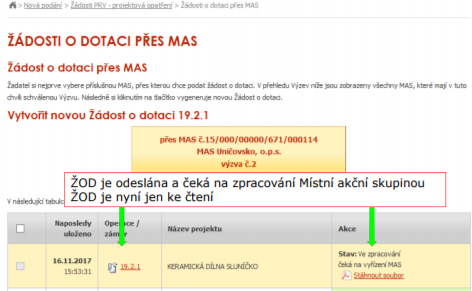 > Nová podání > Žádosti PRV - projektová opatření > Žádosti o dotaci přes MAS
ŽÁDOSTI O DOTACI PŘES MAS
Žádost o dotaci přes MAS
Žadatel si nejprve vybere příslušnou MAS, přes kterou chce podat žádost o dotaci. V přehledu Výzev níže jsou zobrazeny všechny MAS, které mají v tuto
chvíli schválenou Výzvu. Následně si kliknutím na tlačítko vygeneruje novou Žádost o dotaci.
Vytvořit novou Žádost o dotaci 19.2.1
přes MAS č.15/000/00000/671/000114
MAS Uničovsko, o.p.s.
výzva č.2
ŽOD je odeslána a čeká na zpracování Místní akční skupinou
ŽOD je nyní jen ke čtení
V následující tabulc
Naposledy uloženo
Operace / záměr
Název projektu
Akce
16.11.2017
15:53:31
19.2.1
KERAMICKÁ DÍLNA SLUNÍČKO
Stav: Ve zpracování
čeká na vyřízení MAS
Stáhnout soubor